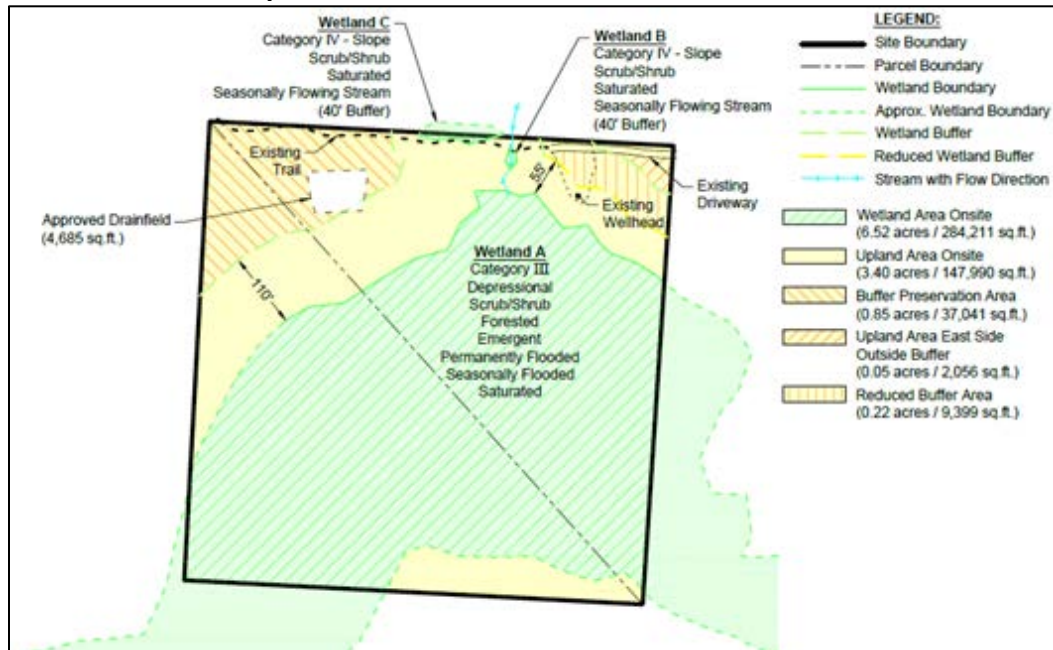 Wetland C
Category IV - Slope
Scrub/Shrub
Saturated
Seasonally Flowing Stream
(40' Buffer)
Wetland B
Category IV - Slope
Scrub/Shrub
Saturated
Seasonally Flowing Stream
(40' Buffer)
Existing
Trail
Approved Drainfield
(4,685 sq.ft.)
55'
Existing
Wellhead
Existing
Driveway
110'
Wetland A
Category III
Depressional
Scrub/Shrub
Forested
Emergent
Permanently Flooded
Seasonally Flooded
Saturated
LEGEND:
Site Boundary
Parcel Boundary
Wetland Boundary
Approx. Wetland Boundary
Wetland Buffer
Reduced Wetland Buffer
Stream with Flow Direction
Wetland Area Onsite
(6.52 acres / 284,211 sq.ft.)
Upland Area Onsite
(3.40 acres / 147,990 sq.ft.)
Buffer Preservation Area
(0.85 acres / 37,041 sq.ft.)
Upland Area East Side
Outside Buffer
(0.05 acres / 2,056 sq.ft.)
Reduced Buffer Area
(0.22 acres / 9,399 sq.ft.)